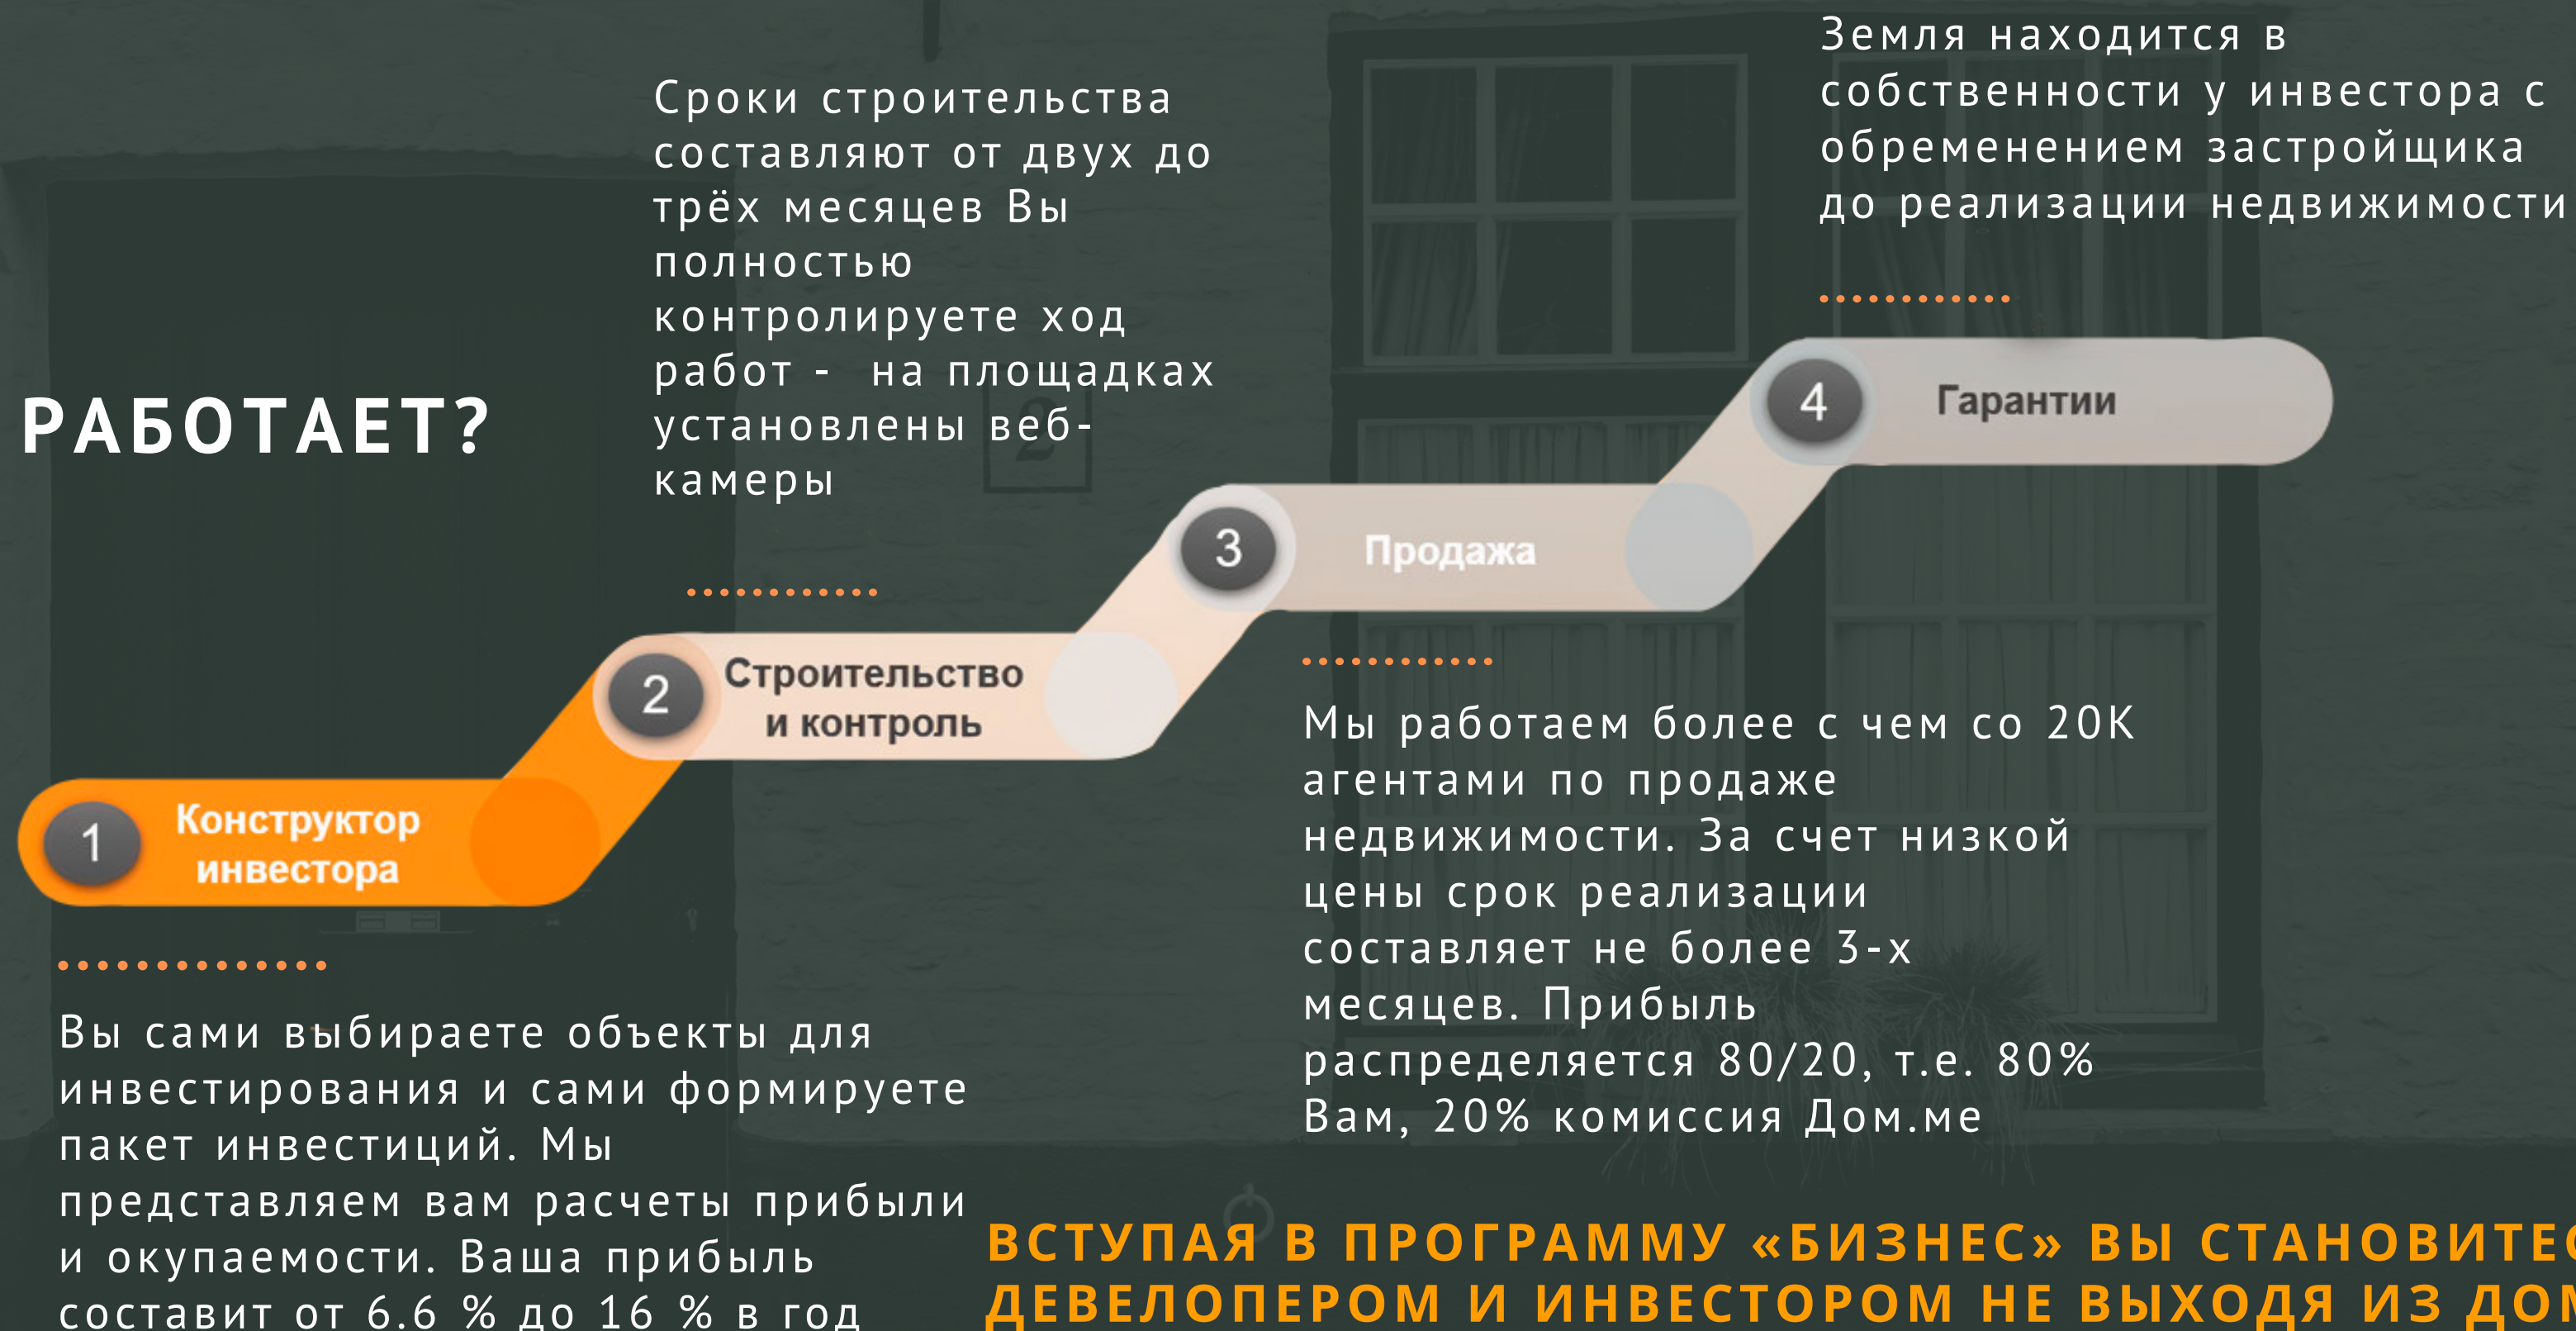 РАБОТАЕТ?
Сроки строительства
составляют от двух до
трёх месяцев Вы
полностью
контролируете ход
работ - на площадках
установлены веб-
камеры
Земля находится в
собственности у инвестора с
обременением застройщика
до реализации недвижимости
4 Гарантии
3 Продажа
2 Строительство
и контроль
1 Конструктор
инвестора
Вы сами выбираете объекты для
инвестирования и сами формируете
пакет инвестиций. Мы
представляем вам расчеты прибыли
и окупаемости. Ваша прибыль
составит от 6.6 % до 16 % в год
Мы работаем более с чем со 20К
агентами по продаже
недвижимости. За счет низкой
цены срок реализации
составляет не более 3-х
месяцев. Прибыль
распределяется 80/20, т.е. 80%
Вам, 20% комиссия Дом.ме
ВСТУПАЯ В ПРОГРАММУ «БИЗНЕС» ВЫ СТАНОВИТЕС
ДЕВЕЛОПЕРОМ И ИНВЕСТОРОМ НЕ ВЫХОДЯ ИЗ ДОМ
2